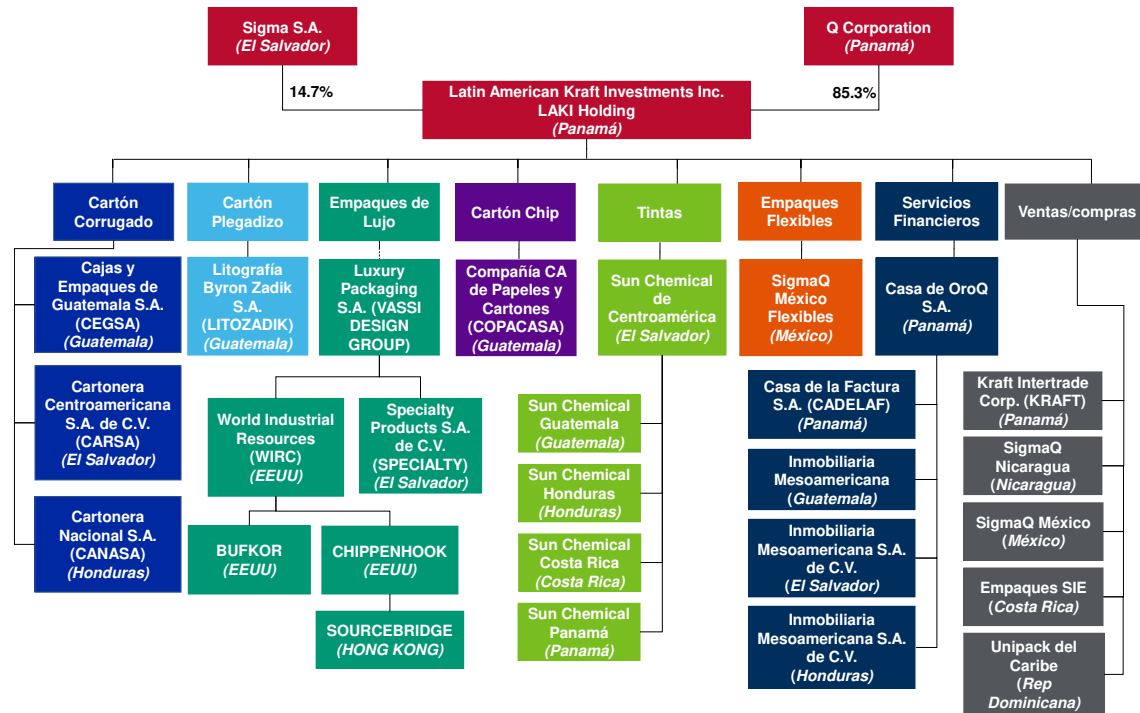 Sigma S.A.
(El Salvador)
Q Corporation
(Panamá)
14.7%
85.3%
Latin American Kraft Investments Inc.
LAKI Holding
(Panamá)
Cartón
Corrugado
Cartón
Plegadizo
Empaques de
Lujo
Cartón Chip
Tintas
Empaques
Flexibles
Servicios
Financieros
Ventas/compras
Cajas y
Empaques de
Guatemala S.A.
(CEGSA)
(Guatemala)
Litografía
Byron Zadik
S.A.
(LITOZADIK)
(Guatemala)
Luxury
Packaging
S.A. (VASSI
DESIGN
GROUP)
Compañía CA
de Papeles y
Cartones
(COPACASA)
(Guatemala)
Sun Chemical
de
Centroamérica
(El Salvador)
SigmaQ
México
Flexibles
(México)
Casa de OroQ
S.A.
(Panamá)
Cartonera
Centroamericana
S.A. de C.V.
(CARSA)
(El Salvador)
Cartonera
Nacional S.A.
(CANASA)
(Honduras)
World Industrial
Resources
(WIRC)
(EEUU)
Specialty
Products S.A.
de C.V.
(SPECIALTY)
(El Salvador)
BUFKOR
(EEUU)
CHIPPENHOOK
(EEUU)
SOURCEBRIDGE
(HONG KONG)
Sun Chemical
Guatemala
(Guatemala)
Sun Chemical
Honduras
(Honduras)
Sun Chemical
Costa Rica
(Costa Rica)
Sun Chemical
Panamá
(Panamá)
Casa de la Factura
S.A. (CADELAF)
(Panamá)
Inmobiliaria
Mesoamericana
(Guatemala)
Inmobiliaria
Mesoamericana S.A.
de C.V.
(El Salvador)
Inmobiliaria
Mesoamericana S.A.
de C.V.
(Honduras)
Kraft Intertrade
Corp. (KRAFT)
(Panamá)
SigmaQ
Nicaragua
(Nicaragua)
SigmaQ México
(México)
Empaques SIE
(Costa Rica)
Unipack del
Caribe
(Rep
Dominicana)